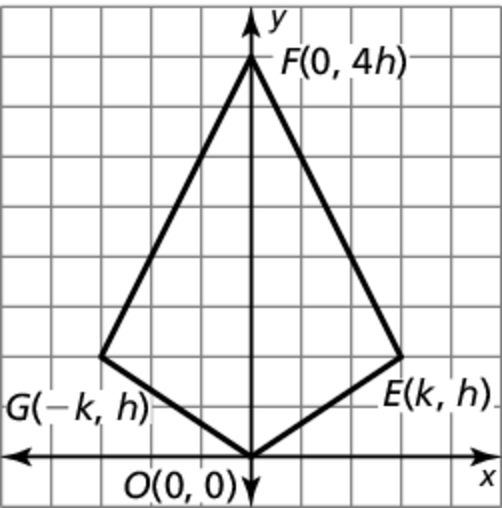 y
F(0, 4h)
G(−k, h)
E(k, h)
O(0, 0)
x